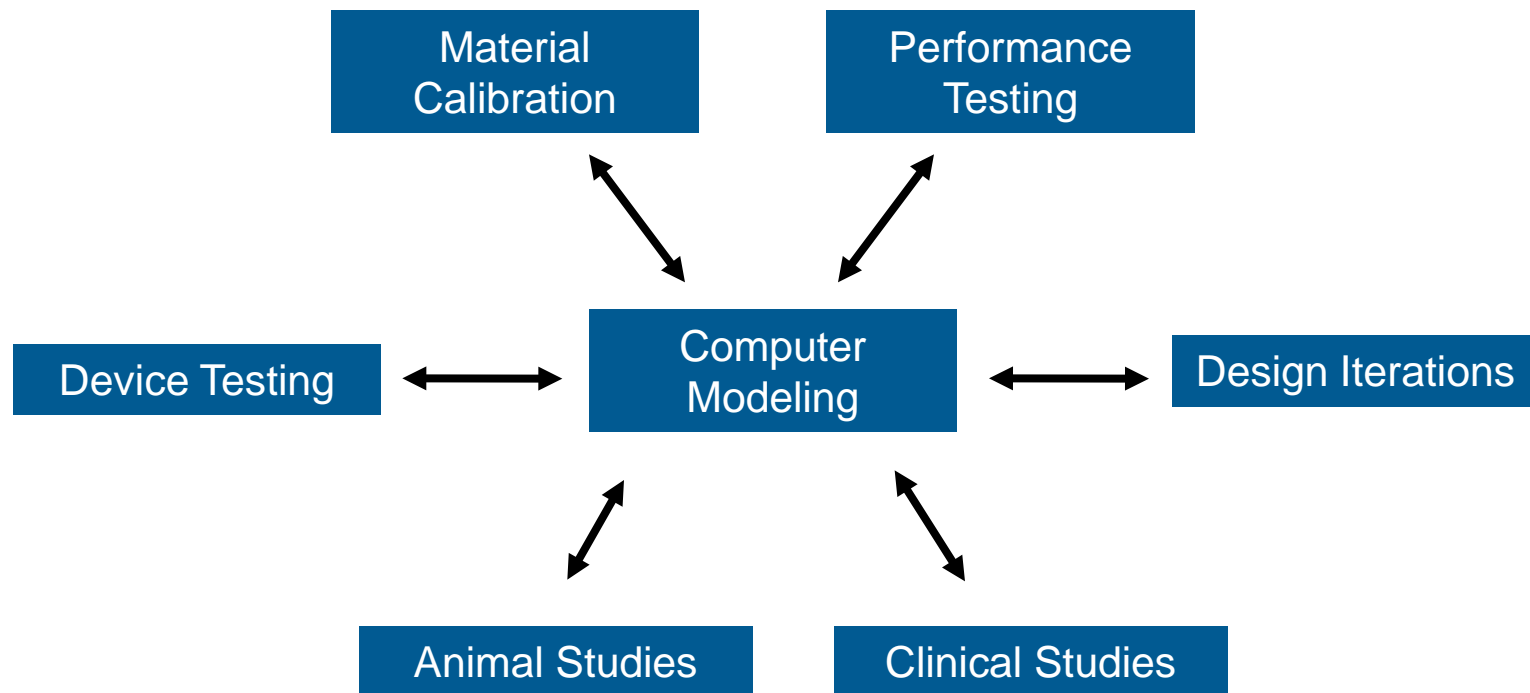 Material
Calibration
Performance
Testing
Device Testing
Computer
Modeling
Design Iterations
Animal Studies
Clinical Studies